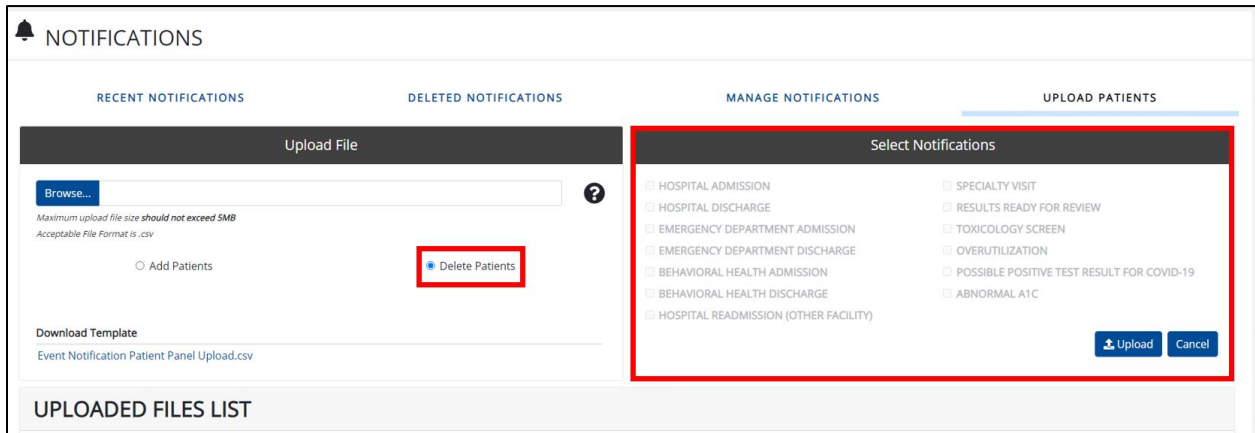 NOTIFICATIONS
RECENT NOTIFICATIONS
DELETED NOTIFICATIONS
MANAGE NOTIFICATIONS
UPLOAD PATIENTS
Upload File
Browse...
?
Maximum upload file size should not exceed 5MB
Acceptable File Format is .csv
Add Patients
Delete Patients
Download Template
Event Notification Patient Panel Upload.csv
Select Notifications
HOSPITAL ADMISSION
HOSPITAL DISCHARGE
EMERGENCY DEPARTMENT ADMISSION
EMERGENCY DEPARTMENT DISCHARGE
BEHAVIORAL HEALTH ADMISSION
BEHAVIORAL HEALTH DISCHARGE
HOSPITAL READMISSION (OTHER FACILITY)
SPECIALTY VISIT
RESULTS READY FOR REVIEW
TOXICOLOGY SCREEN
OVERUTILIZATION
POSSIBLE POSITIVE TEST RESULT FOR COVID-19
ABNORMAL A1C
Upload
Cancel
UPLOADED FILES LIST